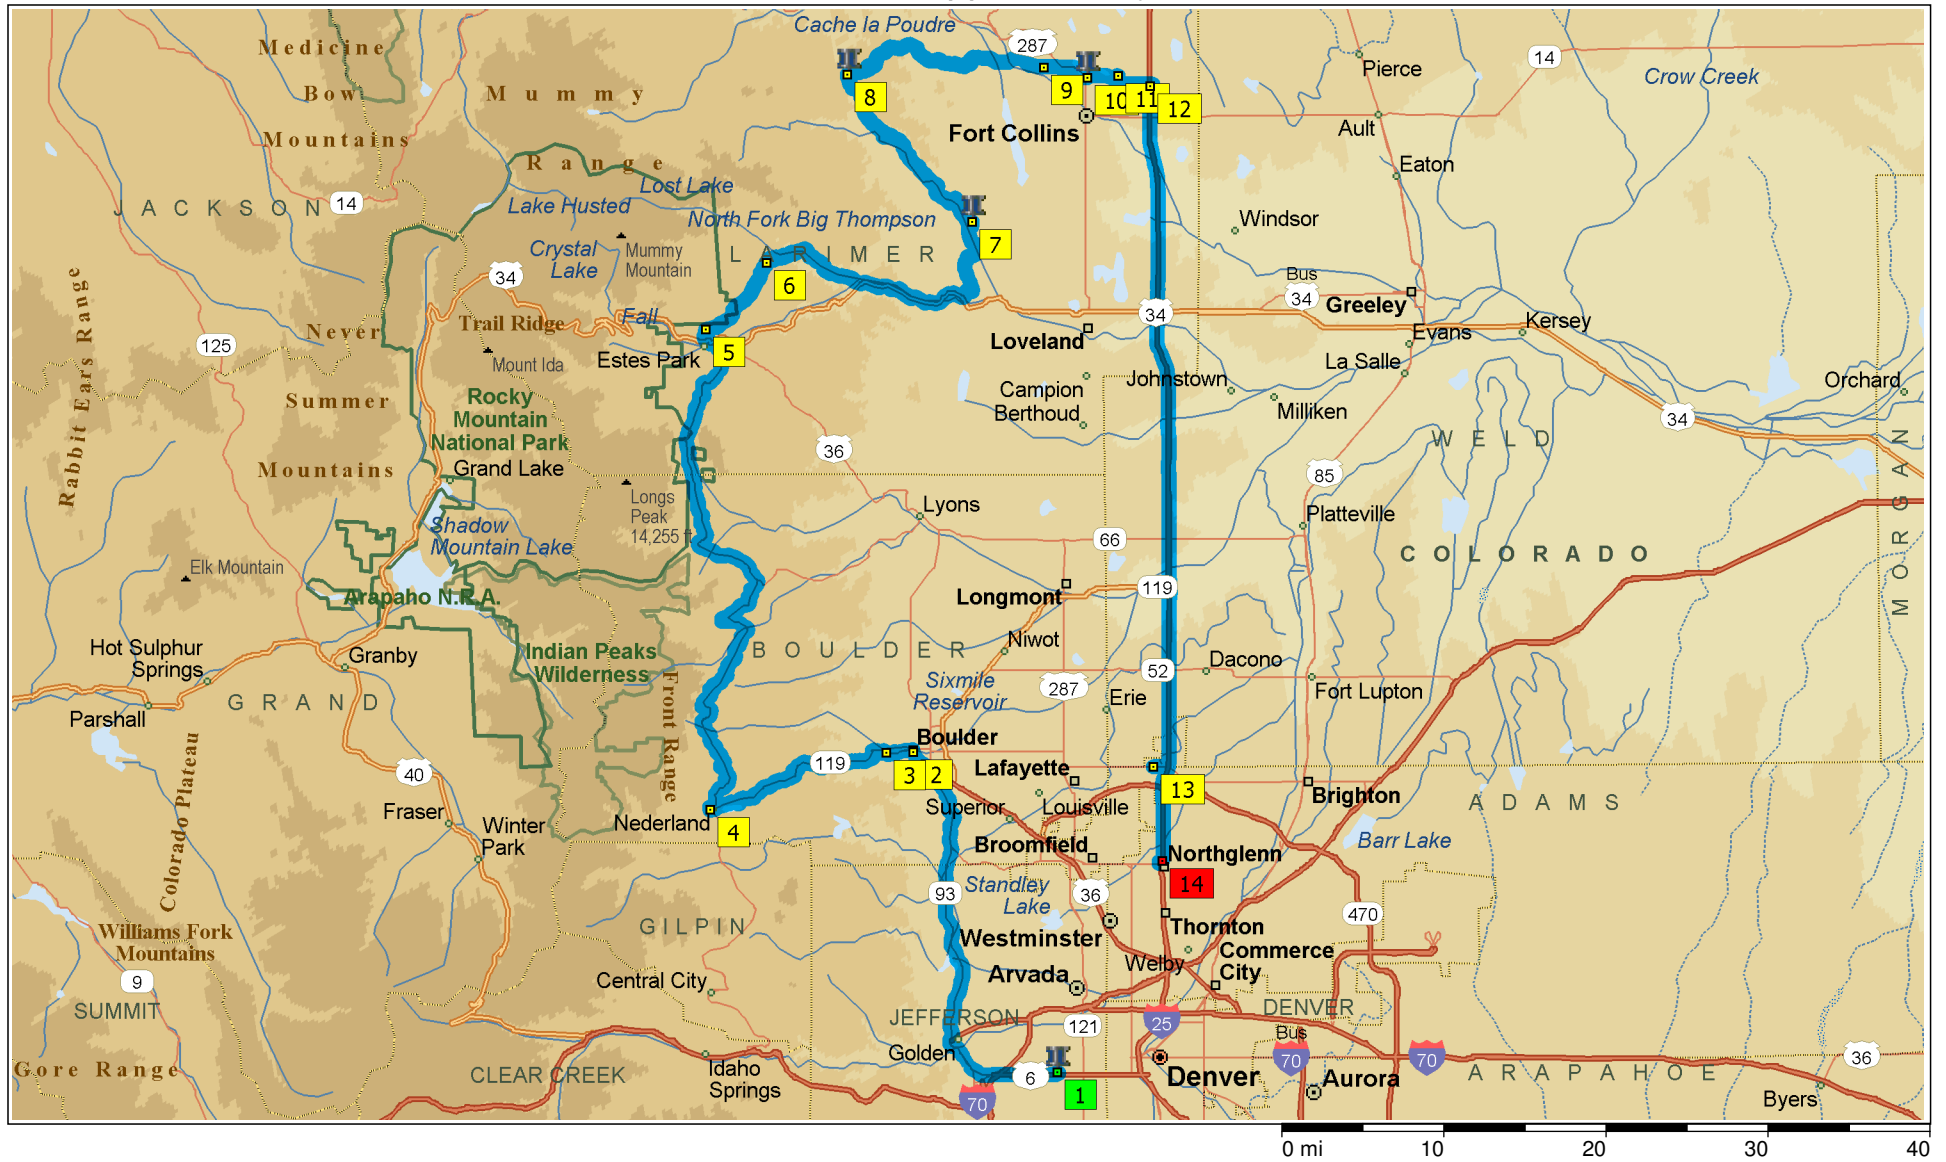 Cache la Poudre
287
Medicine
Bow
Mountains
Mummy
Range
8
9
10
11
12
14
Pierce
Crow Creek
Fort Collins
Ault
Eaton
JACKSON
14
Lost Lake
Lake Husted
North Fork Big Thompson
Crystal
Lake
Mummy
Mountain
LARIMER
7
Windsor
6
34
Bus
34
Greeley
Rabbit Ears Range
Never
Trail Ridge
Fall
34
Evans
Kersey
125
Mount Ida
Estes Park
5
Loveland
La Salle
Campion
Berthoud
Johnstown
Milliken
Orchard
Summer
Rocky
Mountain
National Park
34
36
WELD
Mountains
Grand Lake
85
Longs
Peak
14,255 ft
Lyons
Platteville
MORGAN
Shadow
Mountain Lake
66
COLORADO
Elk Mountain
Arapaho N.R.A.
Longmont
119
Hot Sulphur
Springs
Granby
Indian Peaks
Wilderness
BOULDER
Niwot
52
Dacono
Sixmile
Reservoir
287
Erie
Fort Lupton
GRAND
Parshall
Front Range
Boulder
119
3
2
Lafayette
13
Brighton
ADAMS
40
Colorado Plateau
Fraser
Winter
Park
Nederland
4
Superior
Louisville
Broomfield
Northglenn
14
Barr Lake
93
Standley
Lake
36
470
Williams Fork
Mountains
GILPIN
Westminster
Thornton
Commerce
City
Welby
9
SUMMIT
Central City
Arvada
JEFFERSON
121
25
DENVER
Bus
70
70
36
Golden
Gore Range
CLEAR CREEK
Idaho
Springs
6
1
70
Denver
Aurora
ARAPAHOE
Byers
0 mi
10
20
30
40